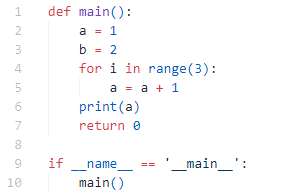 1 def main():
2     a = 1
3     b = 2
4     for i in range(3):
5         a = a + 1
6     print(a)
7     return 0
8
9 if __name__ == '__main__':
10     main()